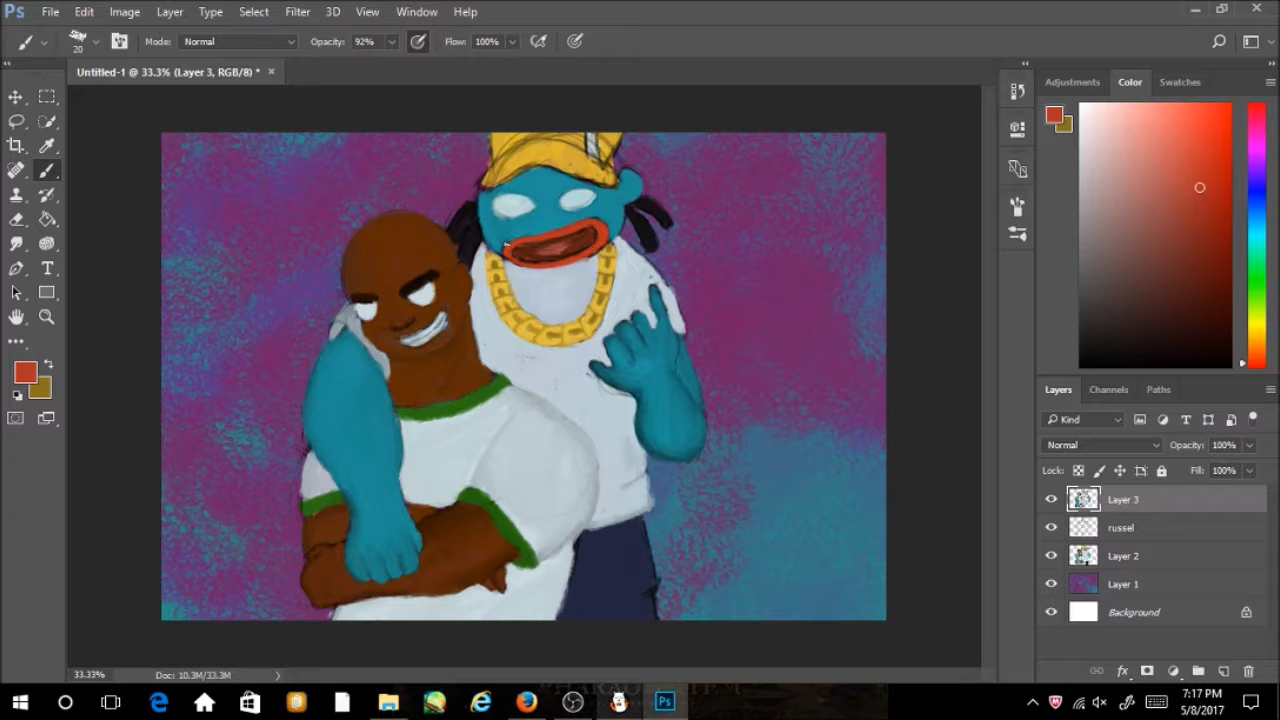 Ps File Edit Image Layer Type Select Filter 3D View Window Help
20 Mode: Normal Opacity: 92% Flow: 100%
Untitled-1 @ 33.3% (Layer 3, RGB/8) * ×
Adjustments Color Swatches
T
Layers Channels Paths
Kind T
Normal Opacity: 100%
Lock: Fill: 100%
Layer 3
russel
Layer 2
Layer 1
Background
fx
33.33% Doc: 10.3M/33.3M
Ps
7:17 PM
5/8/2017